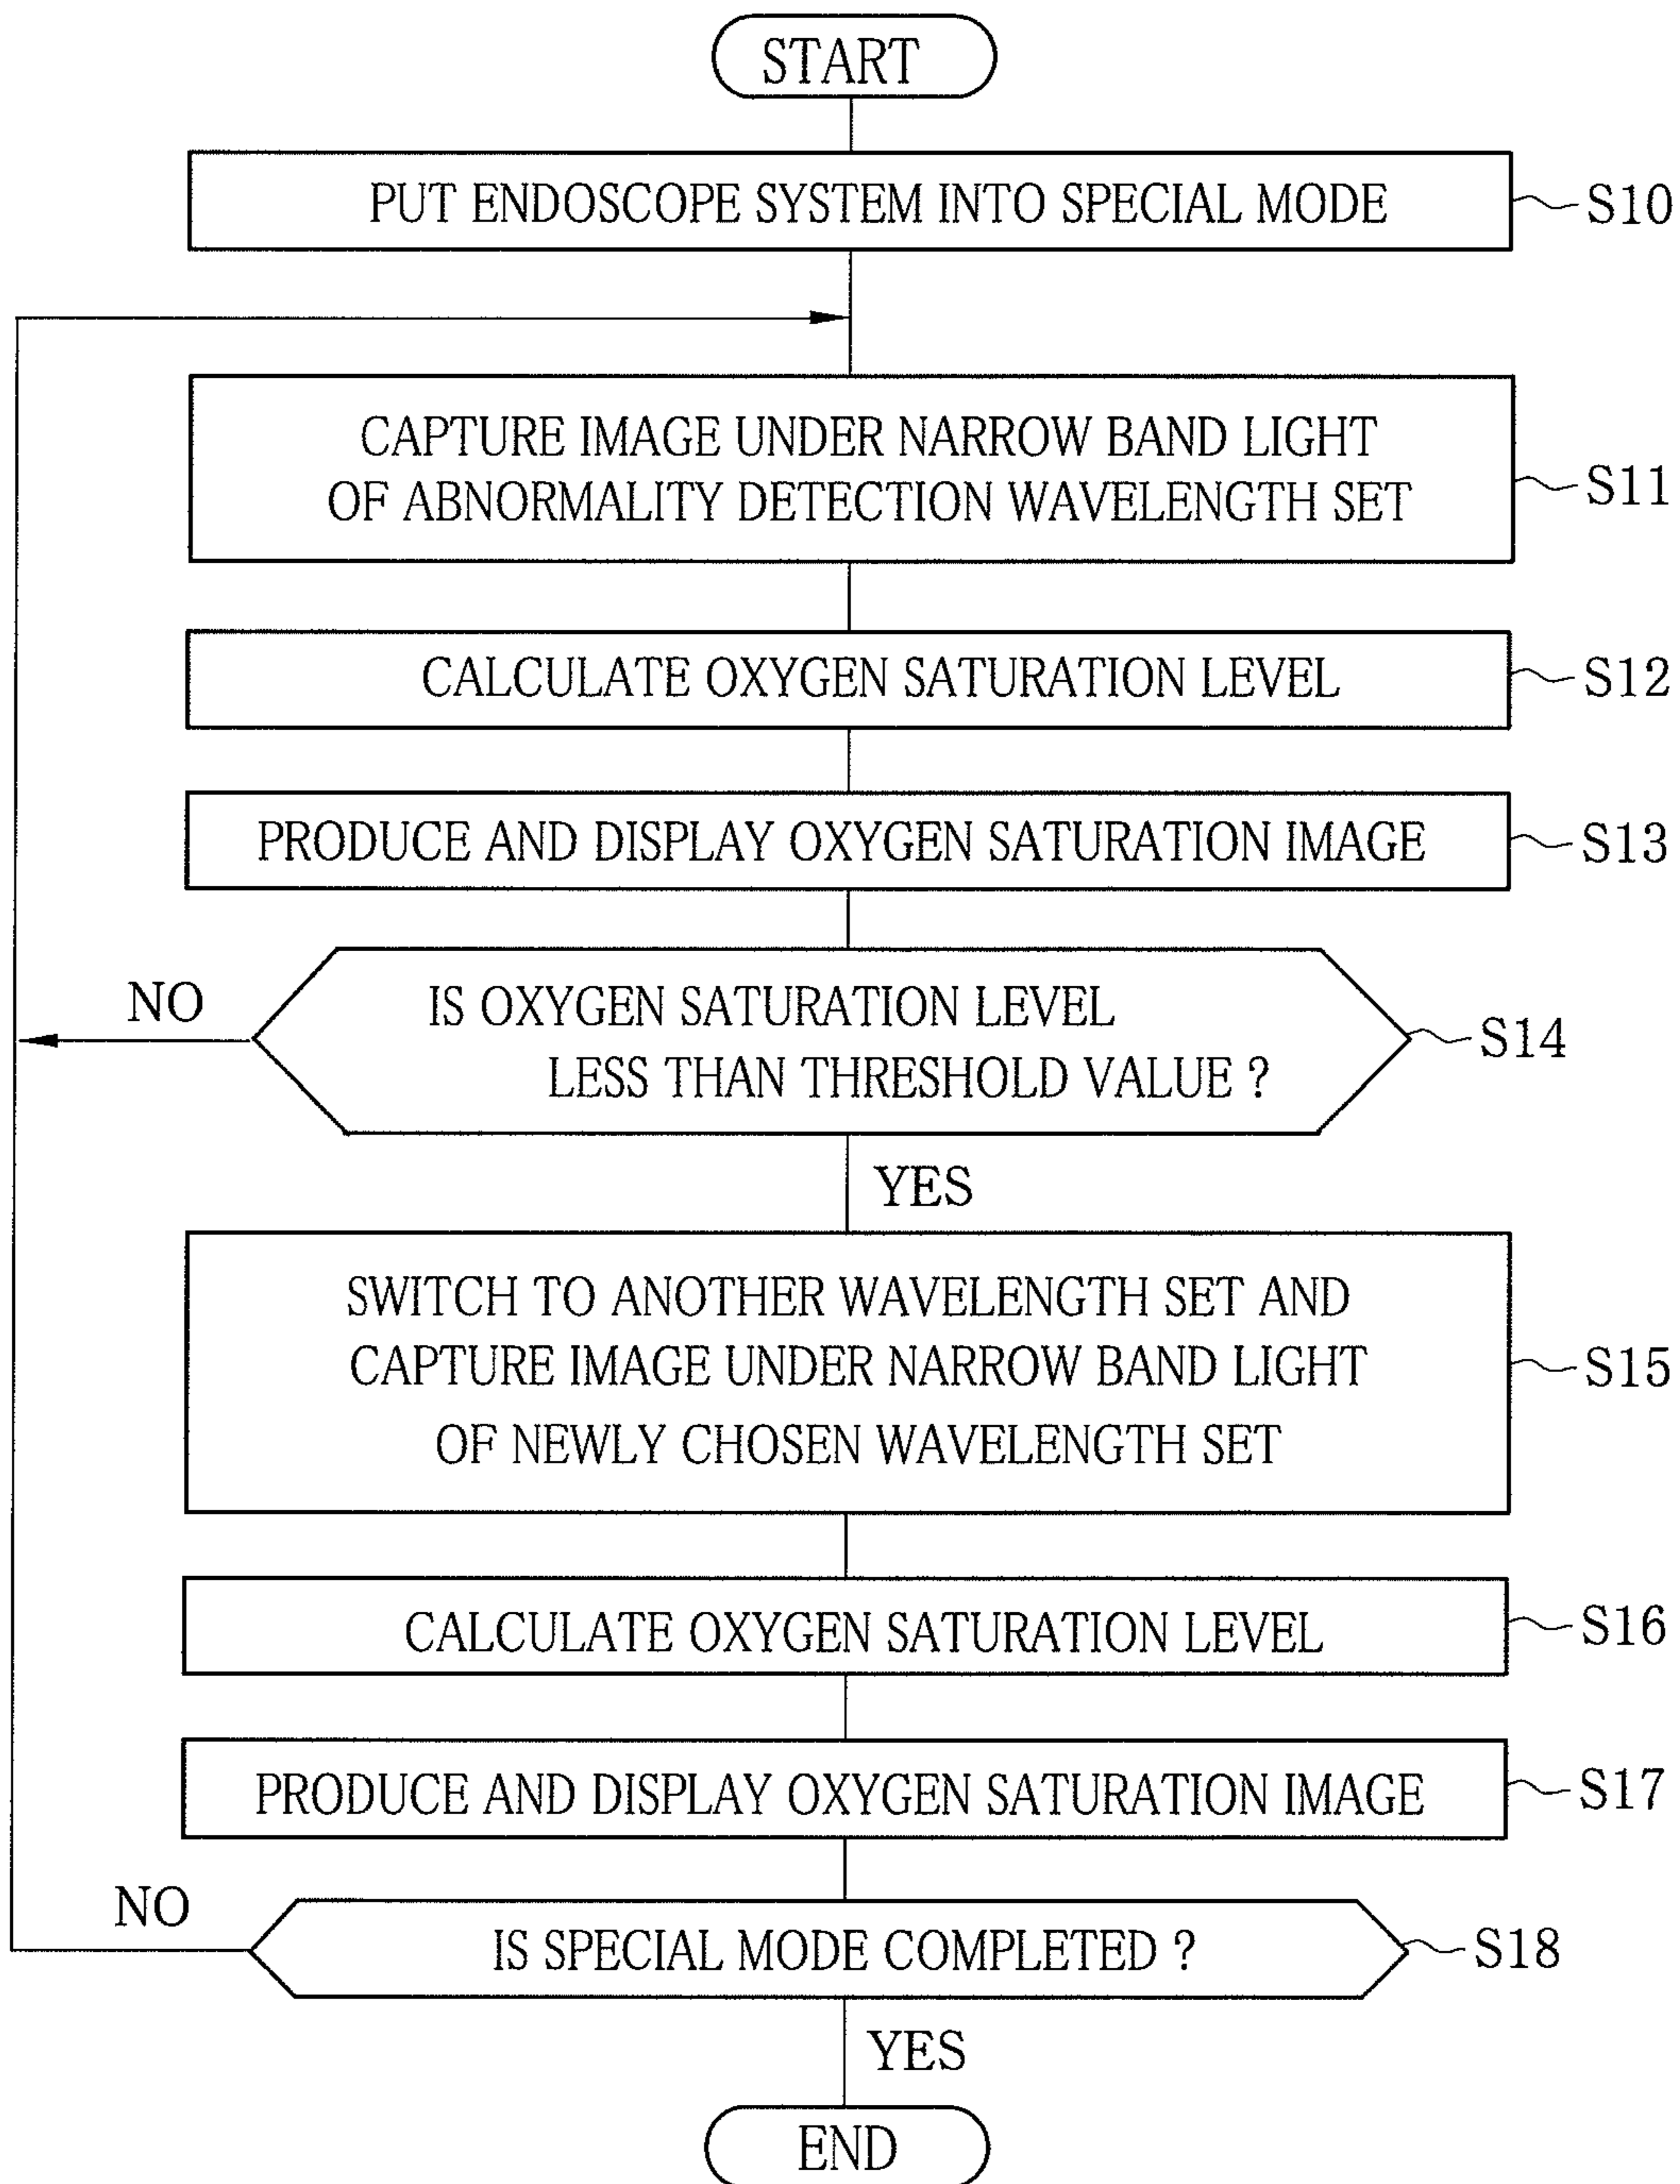 START
PUT ENDOSCOPE SYSTEM INTO SPECIAL MODE
S10
CAPTURE IMAGE UNDER NARROW BAND LIGHT
OF ABNORMALITY DETECTION WAVELENGTH SET
S11
CALCULATE OXYGEN SATURATION LEVEL
S12
PRODUCE AND DISPLAY OXYGEN SATURATION IMAGE
S13
NO
IS OXYGEN SATURATION LEVEL
LESS THAN THRESHOLD VALUE ?
S14
YES
SWITCH TO ANOTHER WAVELENGTH SET AND
CAPTURE IMAGE UNDER NARROW BAND LIGHT
OF NEWLY CHOSEN WAVELENGTH SET
S15
CALCULATE OXYGEN SATURATION LEVEL
S16
PRODUCE AND DISPLAY OXYGEN SATURATION IMAGE
S17
NO
IS SPECIAL MODE COMPLETED ?
S18
YES
END